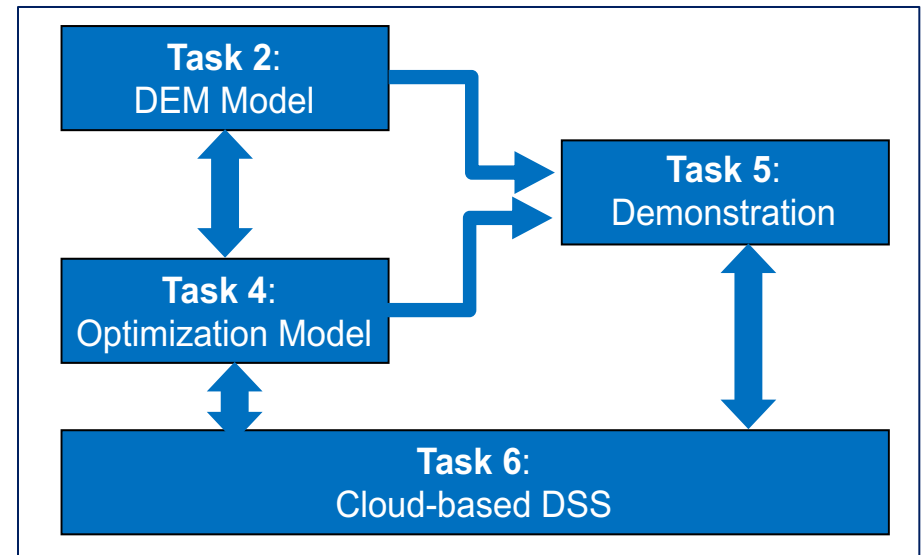 Task 2:
DEM Model
Task 5:
Demonstration
Task 4:
Optimization Model
Task 6:
Cloud-based DSS